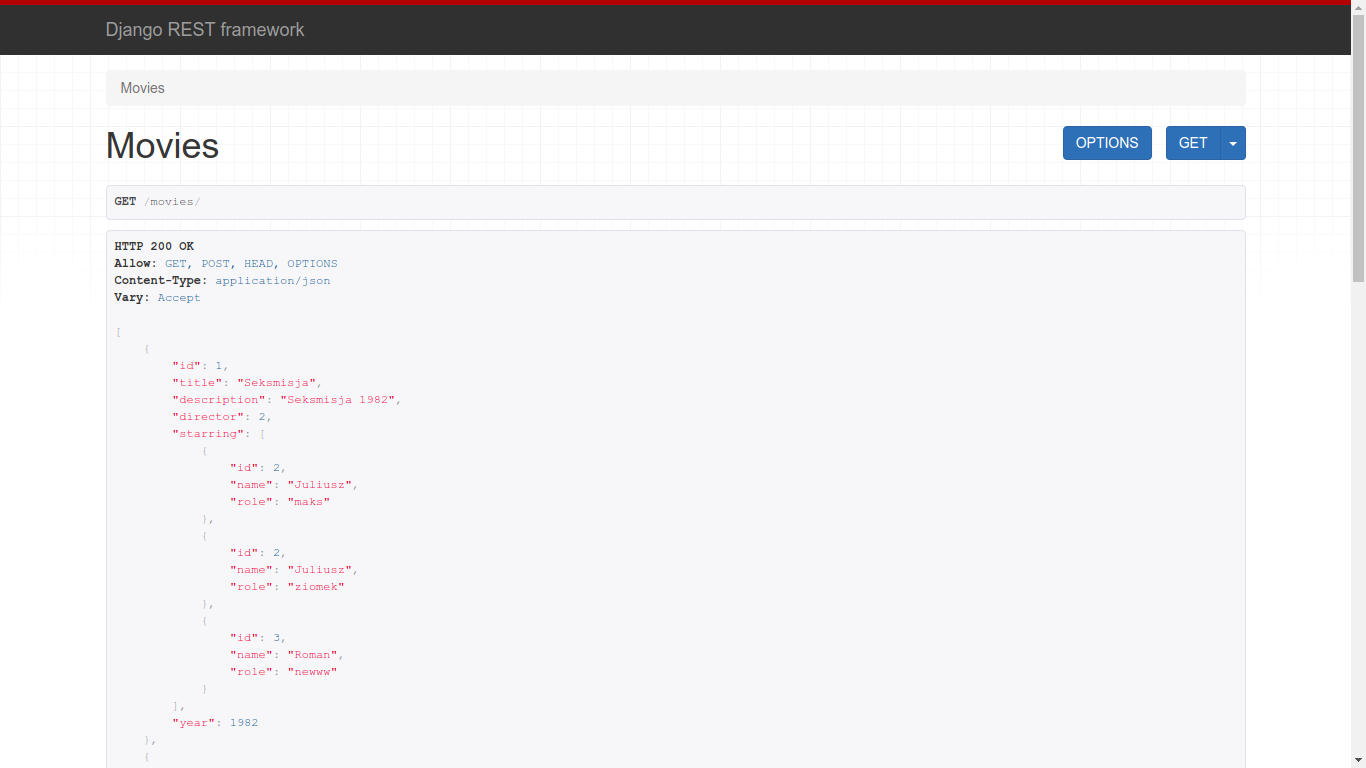 Django REST framework
Movies
Movies
OPTIONS GET
GET /movies/
HTTP 200 OK
Allow: GET, POST, HEAD, OPTIONS
Content-Type: application/json
Vary: Accept
[
    {
        "id": 1,
        "title": "Seksmisja",
        "description": "Seksmisja 1982",
        "director": 2,
        "starring": [
            {
                "id": 2,
                "name": "Juliusz",
                "role": "maks"
            },
            {
                "id": 2,
                "name": "Juliusz",
                "role": "ziomek"
            },
            {
                "id": 3,
                "name": "Roman",
                "role": "newww"
            }
        ],
        "year": 1982
    },
    {